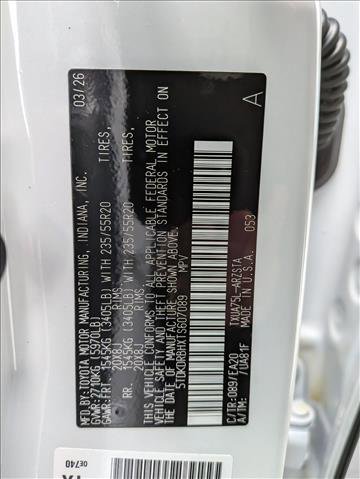 MFD. BY:
TOYOTA MOTOR MANUFACTURING, INDIANA, INC. 03/26
GVWR: 2710KG (5970LB)
GAWR: FRT. 1545KG (3405LB) WITH 235/55R20 TIRES,
20X8J RIMS
RR. 1545KG (3405LB) WITH 235/55R20 TIRES,
20X8J RIMS
THIS VEHICLE CONFORMS TO ALL APPLICABLE FEDERAL MOTOR
VEHICLE SAFETY AND THEFT PREVENTION STANDARDS IN EFFECT
ON THE DATE OF MANUFACTURE SHOWN ABOVE.
MPV
A
C/TR: 089/EA20 TXUA75L-ARZSTA
A/TM: /UA81F MADE IN U.S.A. 053
0E740